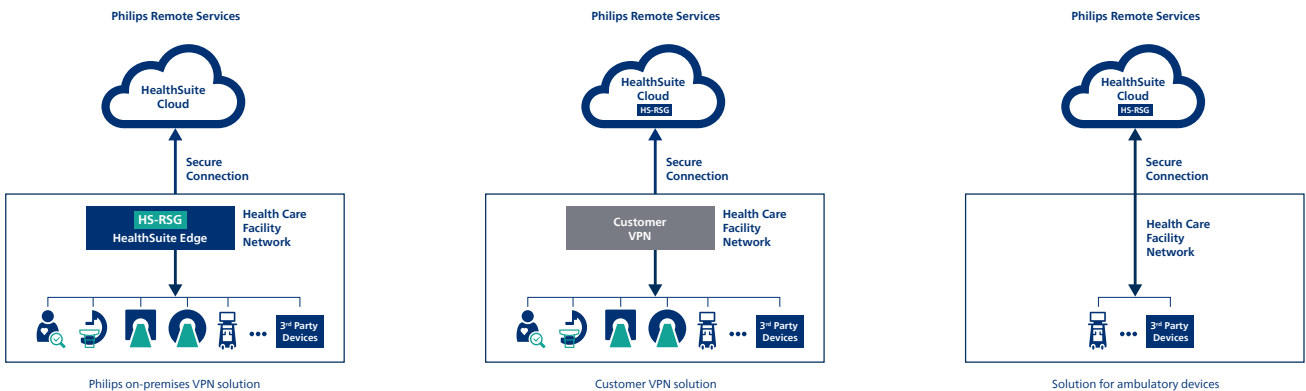 Philips Remote Services
HealthSuite
Cloud
Secure
Connection
HS-RSG
HealthSuite Edge
Health Care
Facility
Network
3rd Party
Devices
Philips on-premises VPN solution
Philips Remote Services
HealthSuite
Cloud
HS-RSG
Secure
Connection
Customer
VPN
Health Care
Facility
Network
3rd Party
Devices
Customer VPN solution
Philips Remote Services
HealthSuite
Cloud
HS-RSG
Secure
Connection
Health Care
Facility
Network
3rd Party
Devices
Solution for ambulatory devices